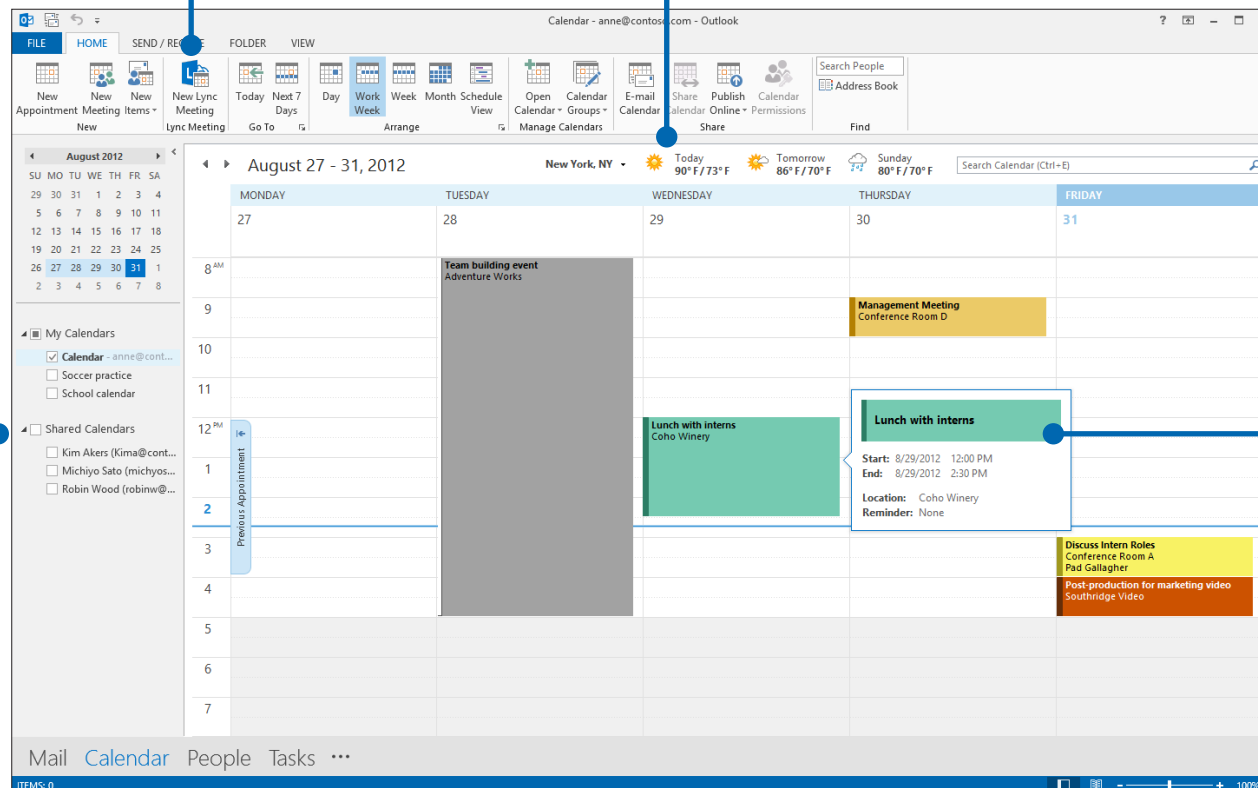 Calendar - anne@contoso.com - Outlook
FILE HOME SEND / RECEIVE FOLDER VIEW
New Appointment
New Meeting
New Items
New
New Lync Meeting
Lync Meeting
Today
Next 7 Days
Go To
Day
Work Week
Week
Month
Schedule View
Arrange
Open Calendar
Calendar Groups
Manage Calendars
E-mail Calendar
Share Calendar
Publish Online
Calendar Permissions
Share
Search People
Address Book
Find
August 2012
SU MO TU WE TH FR SA
29 30 31 1 2 3 4
5 6 7 8 9 10 11
12 13 14 15 16 17 18
19 20 21 22 23 24 25
26 27 28 29 30 31 1
2 3 4 5 6 7 8
My Calendars
Calendar - anne@cont...
Soccer practice
School calendar
Shared Calendars
Kim Akers (Kima@cont...
Michiyo Sato (michyos...
Robin Wood (robinw@...
August 27 - 31, 2012
New York, NY
Today
90° F / 73° F
Tomorrow
86° F / 70° F
Sunday
80° F / 70° F
Search Calendar (Ctrl+E)
MONDAY TUESDAY WEDNESDAY THURSDAY FRIDAY
27 28 29 30 31
8 AM
9
10
11
12 PM
1
2
3
4
5
6
7
Previous Appointment
Team building event
Adventure Works
Lunch with interns
Coho Winery
Management Meeting
Conference Room D
Lunch with interns
Start: 8/29/2012 12:00 PM
End: 8/29/2012 2:30 PM
Location: Coho Winery
Reminder: None
Discuss Intern Roles
Conference Room A
Pad Gallagher
Post-production for marketing video
Southridge Video
Mail Calendar People Tasks ...
ITEMS: 0
100%